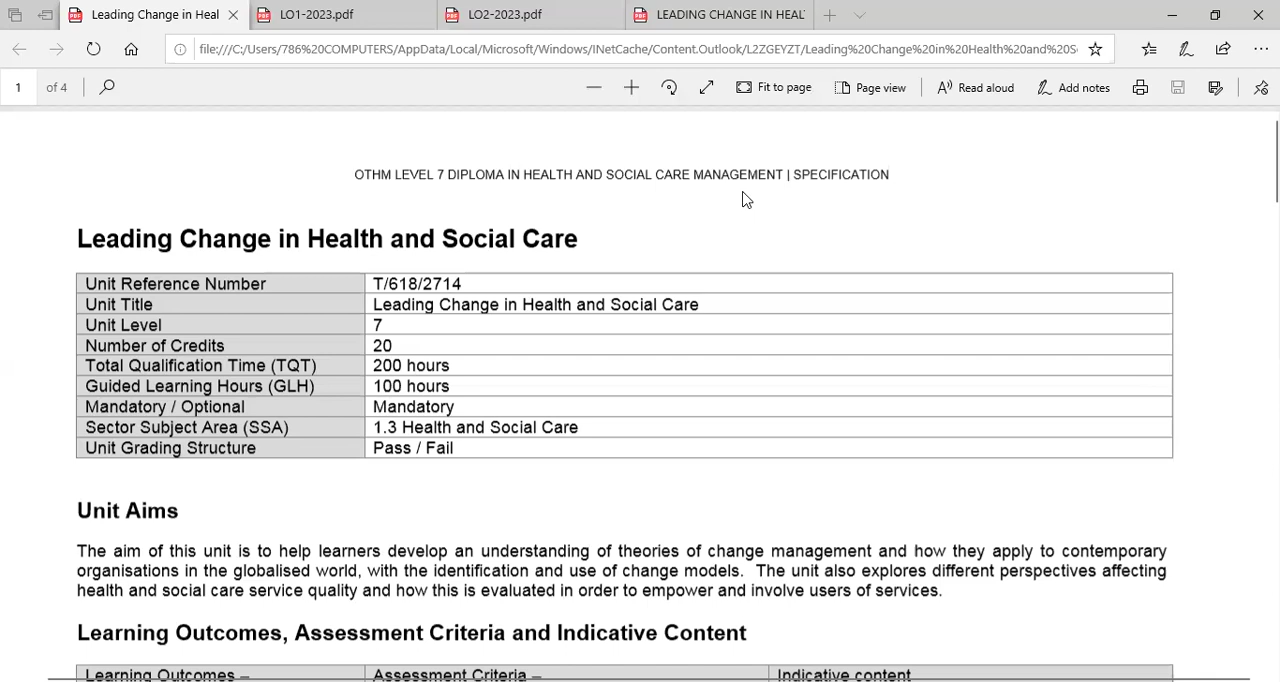 Leading Change in Heal
LO1-2023.pdf
LO2-2023.pdf
LEADING CHANGE IN HEAL
file:///C:/Users/786%20COMPUTERS/AppData/Local/Microsoft/Windows/INetCache/Content.Outlook/L2ZGEYZT/Leading%20Change%20in%20Health%20and%20S
1 of 4
Fit to page
Page view
Read aloud
Add notes
OTHM LEVEL 7 DIPLOMA IN HEALTH AND SOCIAL CARE MANAGEMENT | SPECIFICATION
Leading Change in Health and Social Care
Unit Reference Number T/618/2714
Unit Title Leading Change in Health and Social Care
Unit Level 7
Number of Credits 20
Total Qualification Time (TQT) 200 hours
Guided Learning Hours (GLH) 100 hours
Mandatory / Optional Mandatory
Sector Subject Area (SSA) 1.3 Health and Social Care
Unit Grading Structure Pass / Fail
Unit Aims
The aim of this unit is to help learners develop an understanding of theories of change management and how they apply to contemporary
organisations in the globalised world, with the identification and use of change models. The unit also explores different perspectives affecting
health and social care service quality and how this is evaluated in order to empower and involve users of services.
Learning Outcomes, Assessment Criteria and Indicative Content
Learning Outcomes – Assessment Criteria – Indicative content